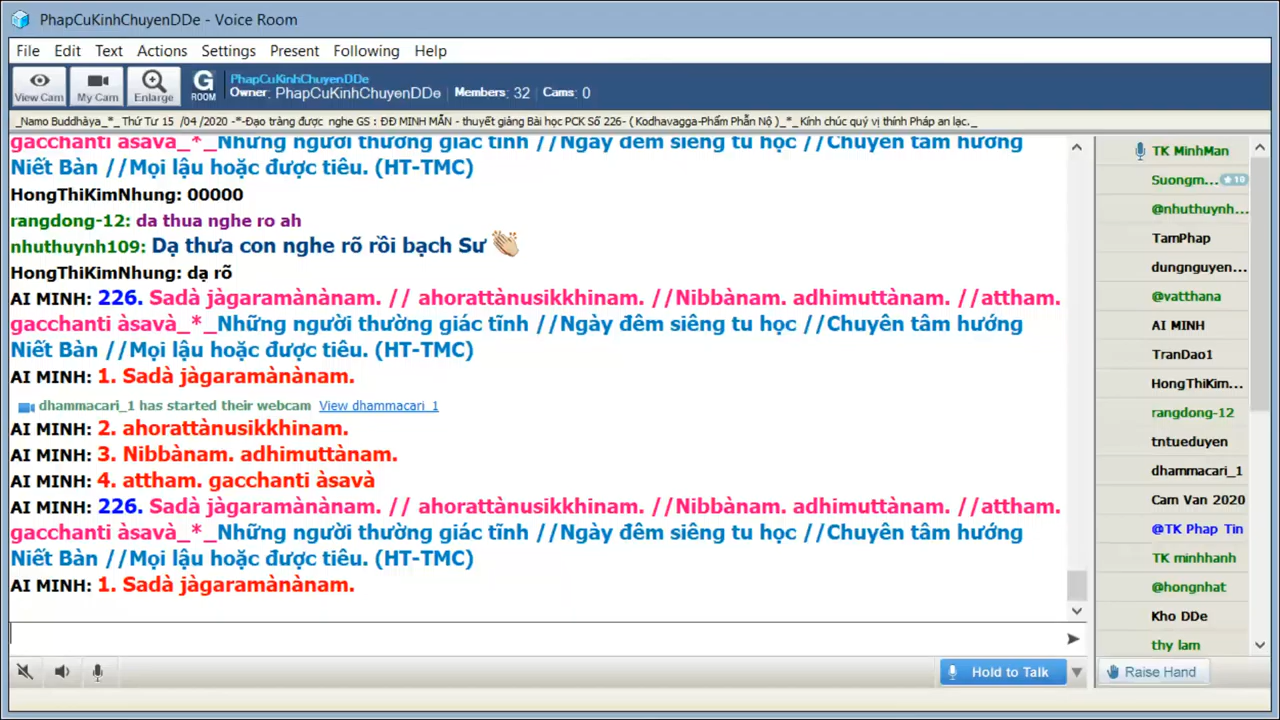 PhapCuKinhChuyenDDe - Voice Room
File Edit Text Actions Settings Present Following Help
View Cam My Cam Enlarge G ROOM
PhapCuKinhChuyenDDe
Owner: PhapCuKinhChuyenDDe Members: 32 Cams: 0
_Namo Buddhàya_*_ Thứ Tư 15 /04 /2020 -*-Đạo tràng được nghe GS : ĐĐ MINH MẪN - thuyết giảng Bài học PCK Số 226- ( Kodhavagga-Phẩm Phẫn Nộ )_*_ Kính chúc quý vị thính Pháp an lạc._
gacchanti àsavà_*_Những người thường giác tĩnh //Ngày đêm siêng tu học //Chuyên tâm hướng
Niết Bàn //Mọi lậu hoặc được tiêu. (HT-TMC)
HongThiKimNhung: 00000
rangdong-12: da thua nghe ro ah
nhuthuynh109: Dạ thưa con nghe rõ rồi bạch Sư
HongThiKimNhung: dạ rõ
AI MINH: 226. Sadà jàgaramànànam. // ahorattànusikkhinam. //Nibbànam. adhimuttànam. //attham.
gacchanti àsavà_*_Những người thường giác tĩnh //Ngày đêm siêng tu học //Chuyên tâm hướng
Niết Bàn //Mọi lậu hoặc được tiêu. (HT-TMC)
AI MINH: 1. Sadà jàgaramànànam.
dhammacari_1 has started their webcam View dhammacari_1
AI MINH: 2. ahorattànusikkhinam.
AI MINH: 3. Nibbànam. adhimuttànam.
AI MINH: 4. attham. gacchanti àsavà
AI MINH: 226. Sadà jàgaramànànam. // ahorattànusikkhinam. //Nibbànam. adhimuttànam. //attham.
gacchanti àsavà_*_Những người thường giác tĩnh //Ngày đêm siêng tu học //Chuyên tâm hướng
Niết Bàn //Mọi lậu hoặc được tiêu. (HT-TMC)
AI MINH: 1. Sadà jàgaramànànam.
TK MinhMan
Suongm... 10
@nhuthuynh...
TamPhap
dungnguyen...
@vatthana
AI MINH
TranDao1
HongThiKim...
rangdong-12
tntueduyen
dhammacari_1
Cam Van 2020
@TK Phap Tin
TK minhhanh
@hongnhat
Kho DDe
thy lam
Hold to Talk
Raise Hand